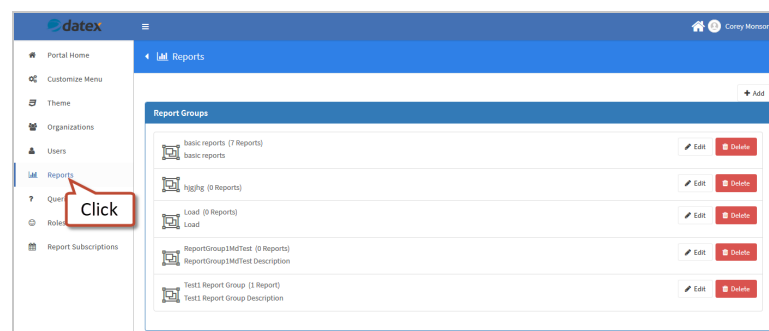 datex
Corey Monson
Portal Home
Reports
Customize Menu
Theme
Add
Organizations
Report Groups
Users
basic reports (7 Reports)
basic reports
Edit
Delete
Reports
hjgjhg (0 Reports)
Edit
Delete
Click
Load (0 Reports)
Load
Edit
Delete
Roles
Report Subscriptions
ReportGroup1MdTest (0 Reports)
ReportGroup1MdTest Description
Edit
Delete
Test1 Report Group (1 Report)
Test1 Report Group Description
Edit
Delete